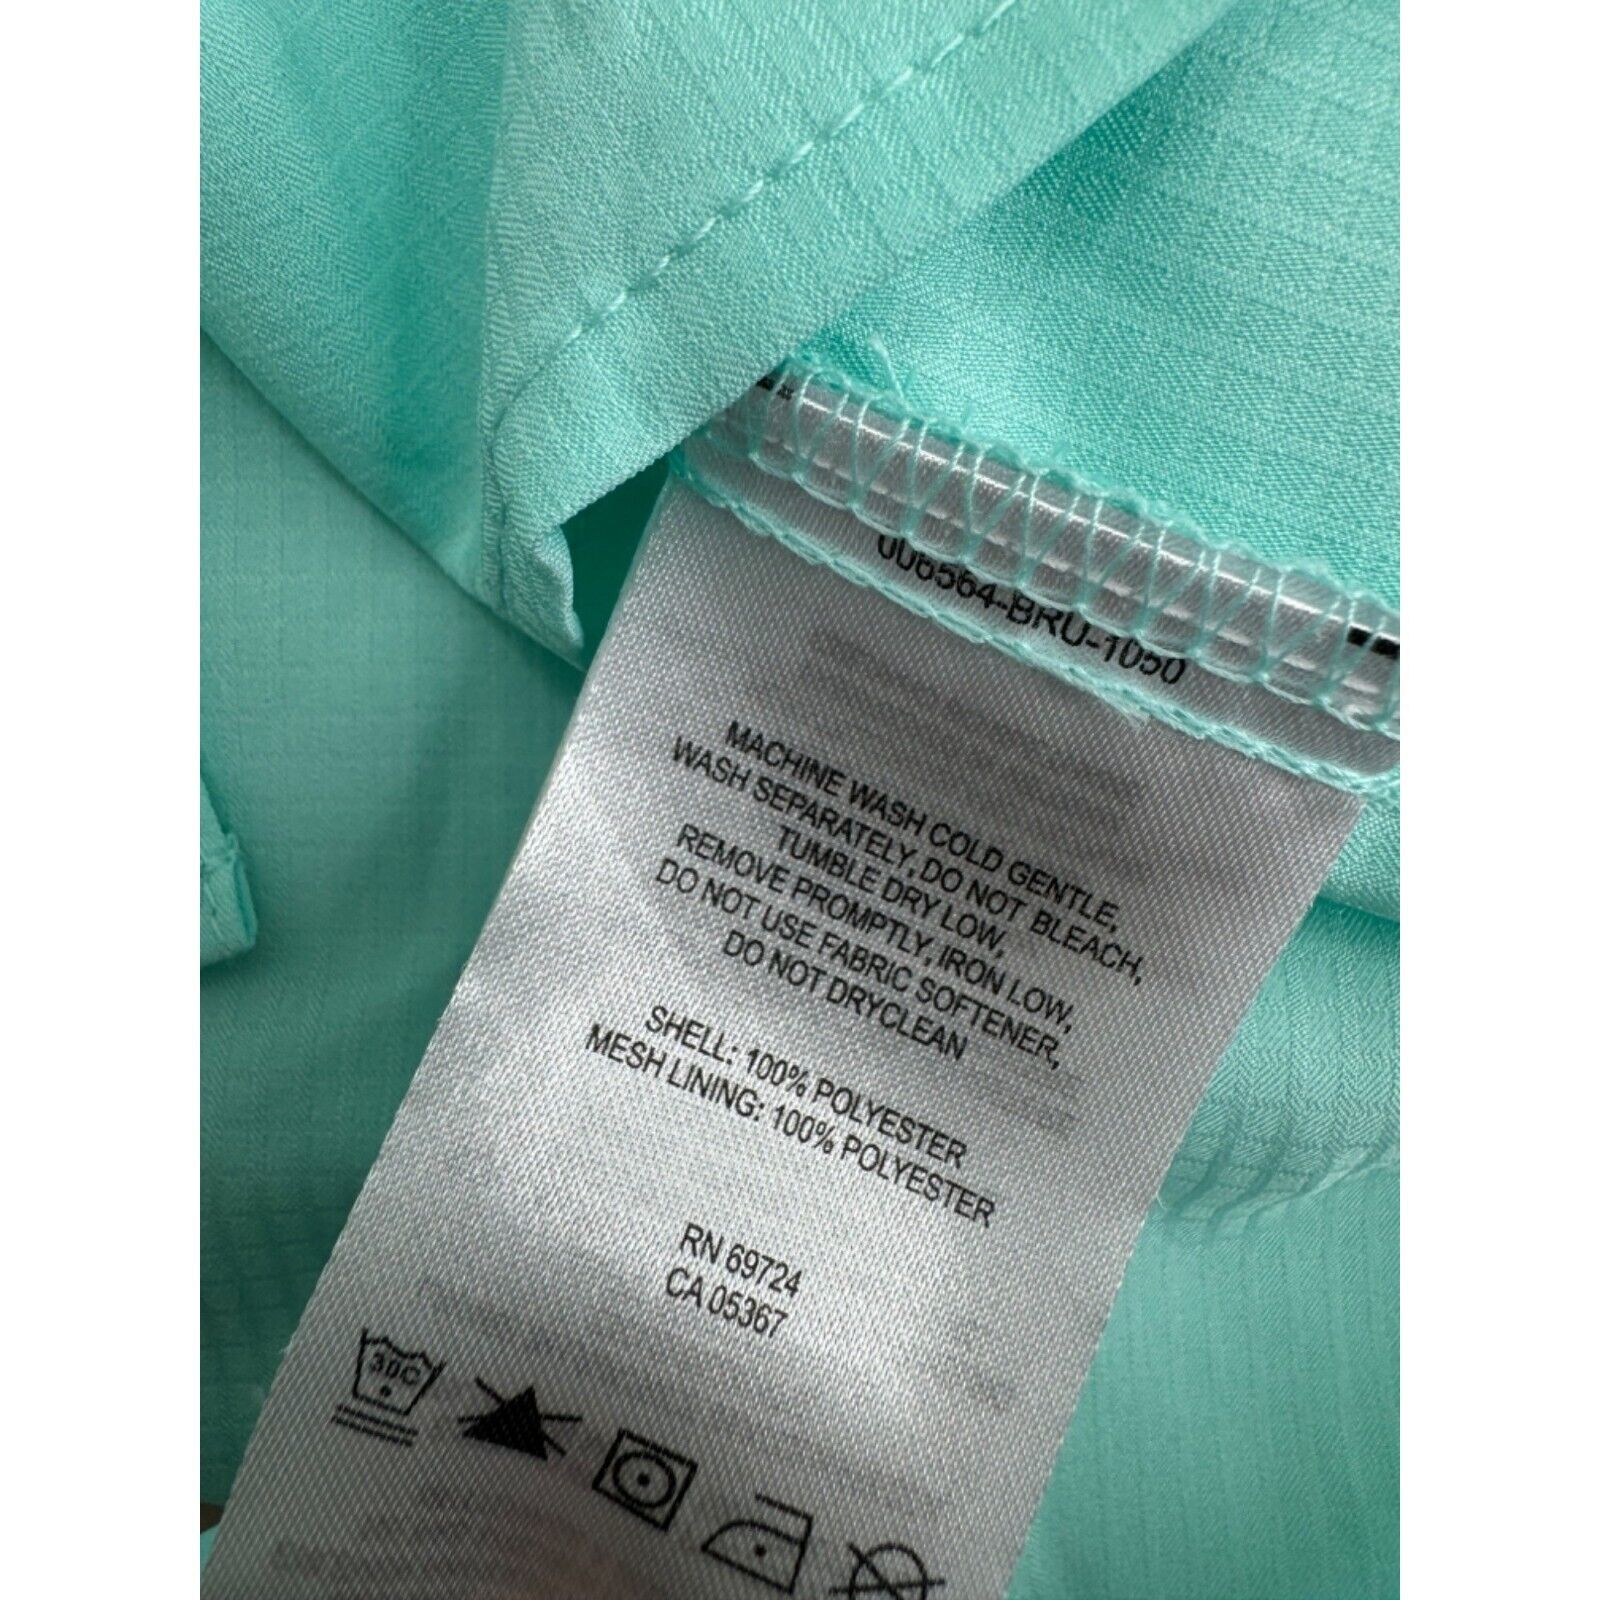 006564-BRU-1050
MACHINE WASH COLD GENTLE,
WASH SEPARATELY, DO NOT BLEACH,
TUMBLE DRY LOW,
REMOVE PROMPTLY, IRON LOW,
DO NOT USE FABRIC SOFTENER,
DO NOT DRYCLEAN
SHELL: 100% POLYESTER
MESH LINING: 100% POLYESTER
RN 69724
CA 05367
30C